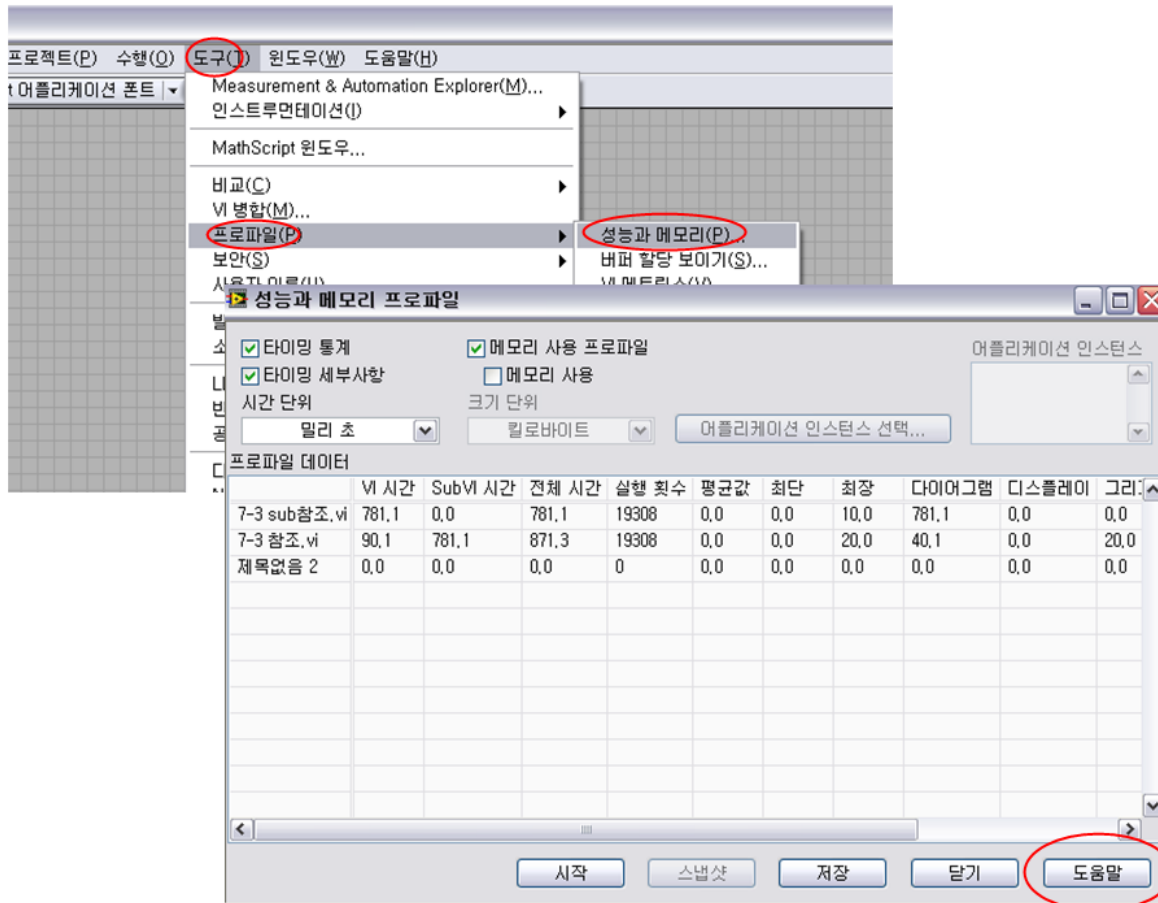 프로젝트(P) 수행(O) 도구(T) 윈도우(W) 도움말(H)
t 어플리케이션 폰트
Measurement & Automation Explorer(M)...
인스트루먼테이션(I)
MathScript 윈도우...
비교(C)
VI 병합(M)...
프로파일(P)
성능과 메모리(P)...
보안(S)
버퍼 할당 보이기(S)...
성능과 메모리 프로파일
타이밍 통계
메모리 사용 프로파일
어플리케이션 인스턴스
타이밍 세부사항
메모리 사용
시간 단위
크기 단위
밀리 초
킬로바이트
어플리케이션 인스턴스 선택...
프로파일 데이터
VI 시간 SubVI 시간 전체 시간 실행 횟수 평균값 최단 최장 다이어그램 디스플레이
7-3 sub참조.vi 781.1 0.0 781.1 19308 0.0 0.0 10.0 781.1 0.0 0.0
7-3 참조.vi 90.1 781.1 871.3 19308 0.0 0.0 20.0 40.1 0.0 20.0
제목없음 2 0.0 0.0 0.0 0 0.0 0.0 0.0 0.0 0.0 0.0
시작 스냅샷 저장 닫기 도움말